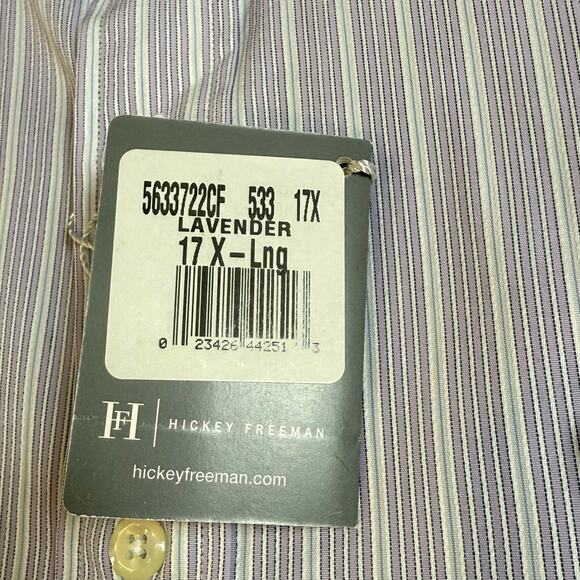 5633722CF 533 17X
LAVENDER
17 X-Lng
0 23426 44251 3
HF HICKEY FREEMAN
hickeyfreeman.com